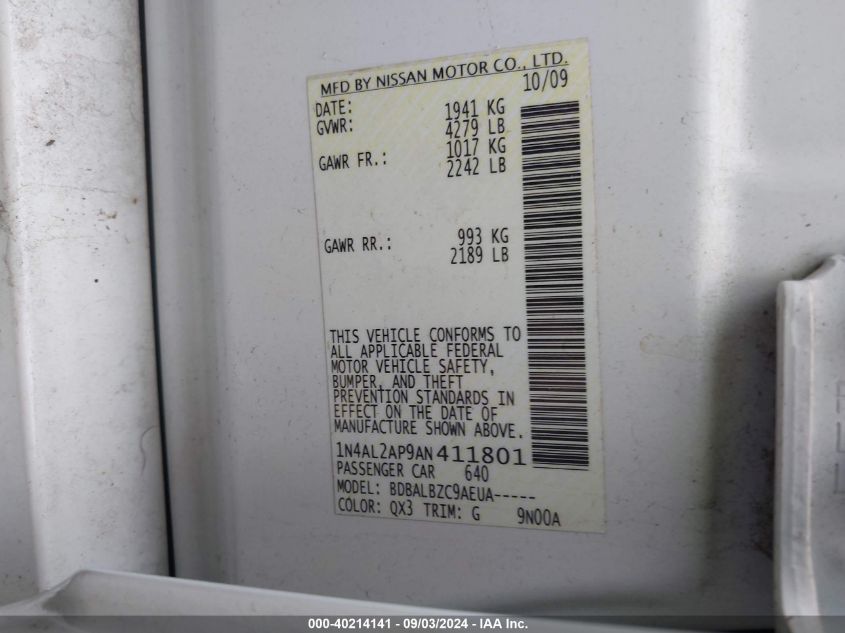 MFD BY NISSAN MOTOR CO., LTD.
DATE: 10/09
GVWR: 1941 KG
4279 LB
GAWR FR.: 1017 KG
2242 LB
GAWR RR.: 993 KG
2189 LB
THIS VEHICLE CONFORMS TO
ALL APPLICABLE FEDERAL
MOTOR VEHICLE SAFETY,
BUMPER, AND THEFT
PREVENTION STANDARDS IN
EFFECT ON THE DATE OF
MANUFACTURE SHOWN ABOVE.
1N4AL2AP9AN411801
PASSENGER CAR 640
MODEL: BDBALBZC9AEUA-----
COLOR: QX3 TRIM: G 9N00A
000-40214141 - 09/03/2024 - IAA Inc.